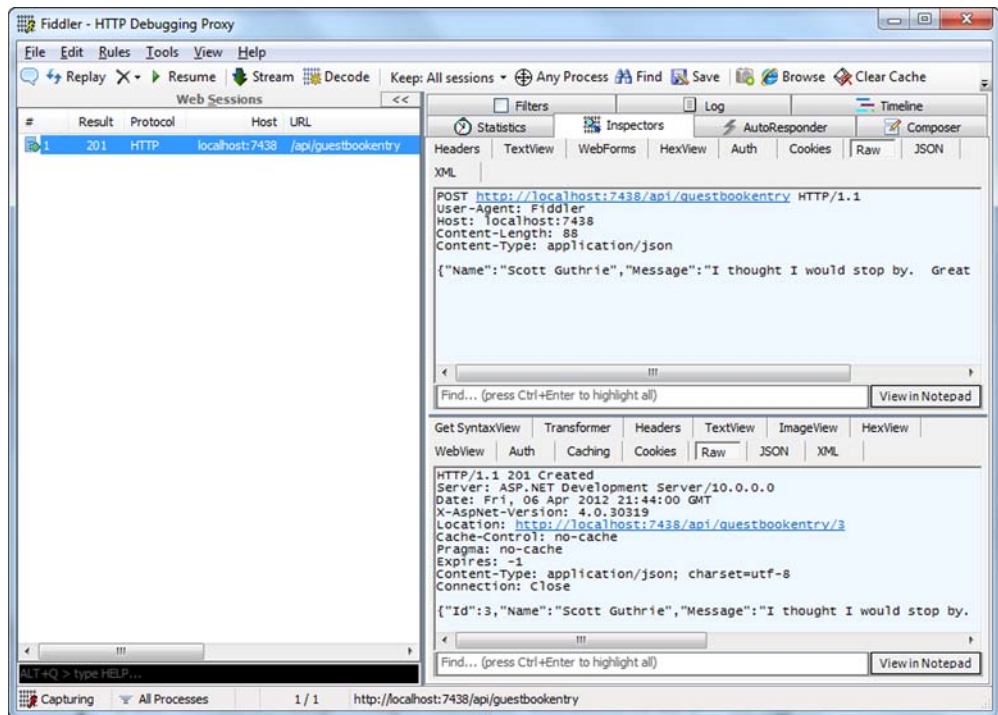 Fiddler - HTTP Debugging Proxy
File Edit Rules Tools View Help
Replay Resume Stream Decode Keep: All sessions Any Process Find Save Browse Clear Cache
Web Sessions <<
# Result Protocol Host URL
1 201 HTTP localhost:7438 /api/guestbookentry
Filters Log Timeline
Statistics Inspectors AutoResponder Composer
Headers TextView WebForms HexView Auth Cookies Raw JSON
XML
POST http://localhost:7438/api/guestbookentry HTTP/1.1
User-Agent: Fiddler
Host: localhost:7438
Content-Length: 88
Content-Type: application/json
{"Name":"Scott Guthrie","Message":"I thought I would stop by.  Great
Find... (press Ctrl+Enter to highlight all) View in Notepad
Get SyntaxView Transformer Headers TextView ImageView HexView
WebView Auth Caching Cookies Raw JSON XML
HTTP/1.1 201 Created
Server: ASP.NET Development Server/10.0.0.0
Date: Fri, 06 Apr 2012 21:44:00 GMT
X-AspNet-Version: 4.0.30319
Location: http://localhost:7438/api/guestbookentry/3
Cache-Control: no-cache
Pragma: no-cache
Expires: -1
Content-Type: application/json; charset=utf-8
Connection: Close
{"Id":3,"Name":"Scott Guthrie","Message":"I thought I would stop by.
Find... (press Ctrl+Enter to highlight all) View in Notepad
ALT+Q > type HELP...
Capturing All Processes 1 / 1 http://localhost:7438/api/guestbookentry